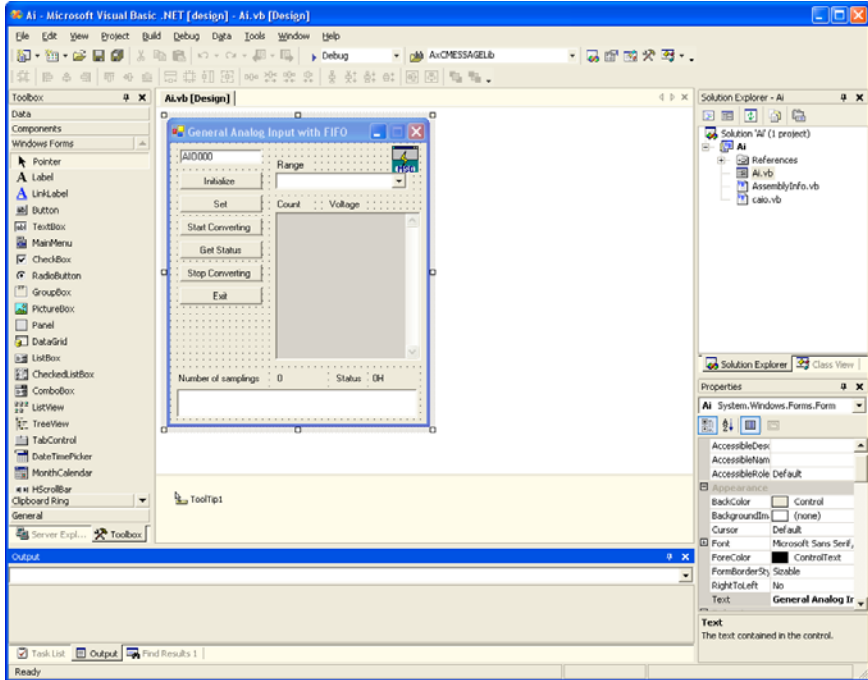 Ai - Microsoft Visual Basic .NET [design] - Ai.vb [Design]
File Edit View Project Build Debug Data Tools Window Help
Debug AxCMESSAGELib
Toolbox
Data
Components
Windows Forms
Pointer
Label
LinkLabel
Button
TextBox
MainMenu
CheckBox
RadioButton
GroupBox
PictureBox
Panel
DataGrid
ListBox
CheckedListBox
ComboBox
ListView
TreeView
TabControl
DateTimePicker
MonthCalendar
HScrollBar
Clipboard Ring
General
Server Expl... Toolbox
Ai.vb [Design]
General Analog Input with FIFO
AIO000
Range
Initialize
Set
Count Voltage
Start Converting
Get Status
Stop Converting
Exit
Number of samplings 0 Status 0H
ToolTip1
Solution Explorer - Ai
Solution 'Ai' (1 project)
Ai
References
Ai.vb
AssemblyInfo.vb
caio.vb
Solution Explorer Class View
Properties
Ai System.Windows.Forms.Form
AccessibleDesc
AccessibleNam
AccessibleRole Default
Appearance
BackColor Control
BackgroundIm (none)
Cursor Default
Font Microsoft Sans Serif,
ForeColor ControlText
FormBorderSty Sizable
RightToLeft No
Text General Analog Ir
Text
The text contained in the control.
Output
Task List Output Find Results 1
Ready